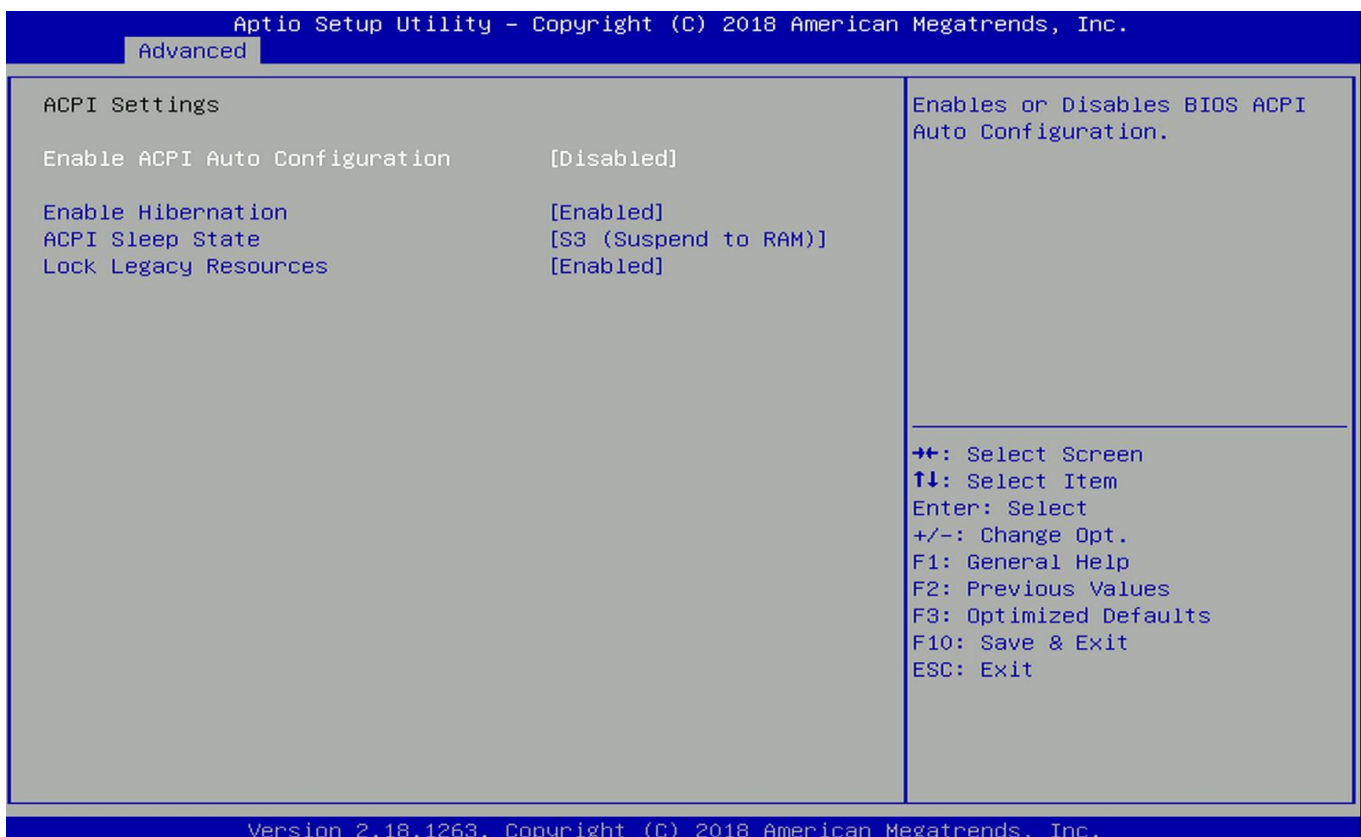 Aptio Setup Utility – Copyright (C) 2018 American Megatrends, Inc.
Advanced
ACPI Settings
Enable ACPI Auto Configuration [Disabled]
Enable Hibernation [Enabled]
ACPI Sleep State [S3 (Suspend to RAM)]
Lock Legacy Resources [Enabled]
Enables or Disables BIOS ACPI
Auto Configuration.
→←: Select Screen
↑↓: Select Item
Enter: Select
+/-: Change Opt.
F1: General Help
F2: Previous Values
F3: Optimized Defaults
F10: Save & Exit
ESC: Exit
Version 2.18.1263. Copyright (C) 2018 American Megatrends, Inc.